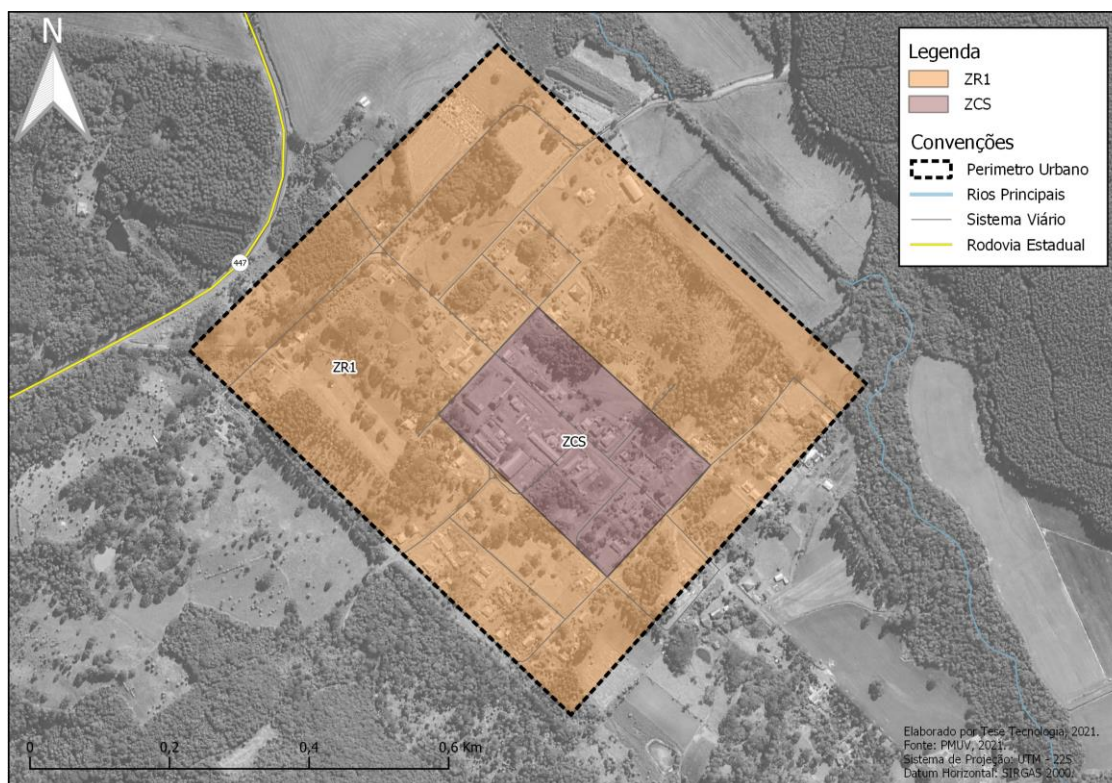 N
Legenda
ZR1
ZCS
Convenções
Perimetro Urbano
Rios Principais
Sistema Viário
Rodovia Estadual
447
ZR1
ZCS
0 0,2 0,4 0,6 Km
Elaborado por Tese Tecnologia, 2021.
Fonte: PMUV, 2021.
Sistema de Projeção: UTM - 22S
Datum Horizontal: SIRGAS 2000.